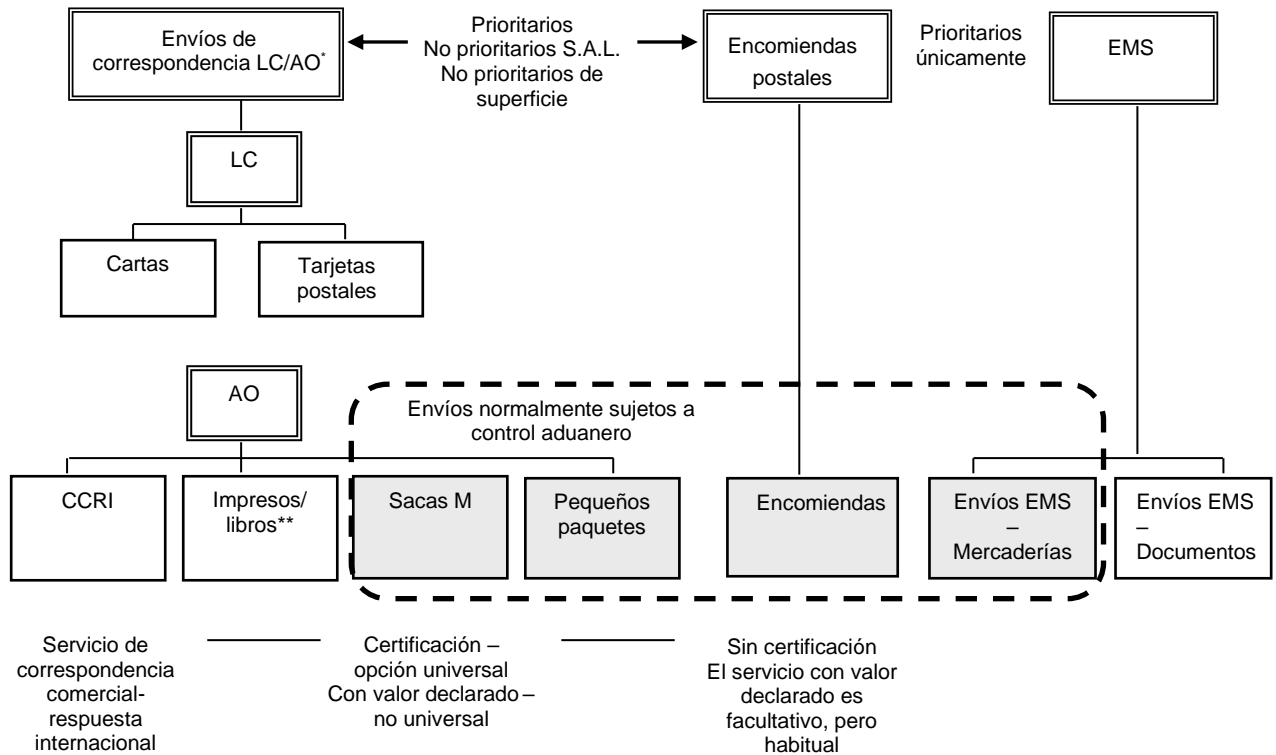 Envíos de
correspondencia LC/AO*
Prioritarios
No prioritarios S.A.L.
No prioritarios de
superficie
Encomiendas
postales
Prioritarios
únicamente
EMS
LC
Cartas
Tarjetas
postales
AO
Envíos normalmente sujetos a
control aduanero
CCRI
Impresos/
libros**
Sacas M
Pequeños
paquetes
Encomiendas
Envíos EMS
–
Mercaderías
Envíos EMS
–
Documentos
Servicio de
correspondencia
comercial-
respuesta
internacional
Certificación –
opción universal
Con valor declarado –
no universal
Sin certificación
El servicio con valor
declarado es
facultativo, pero
habitual